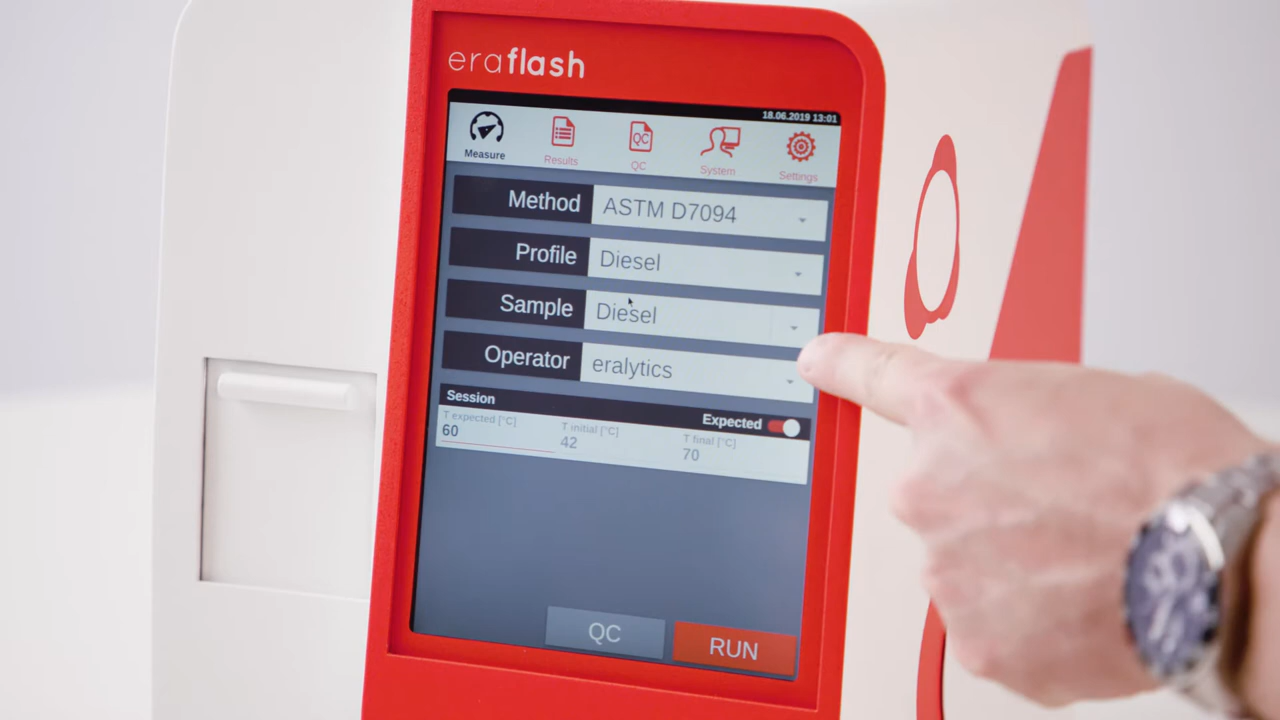 eraflash
18.06.2019 13:01
Measure
Results
QC
System
Settings
QC
Method ASTM D7094
Profile Diesel
Sample Diesel
Operator eralytics
Session Expected
T expected [°C] T initial [°C] T final [°C]
60 42 70
QC RUN